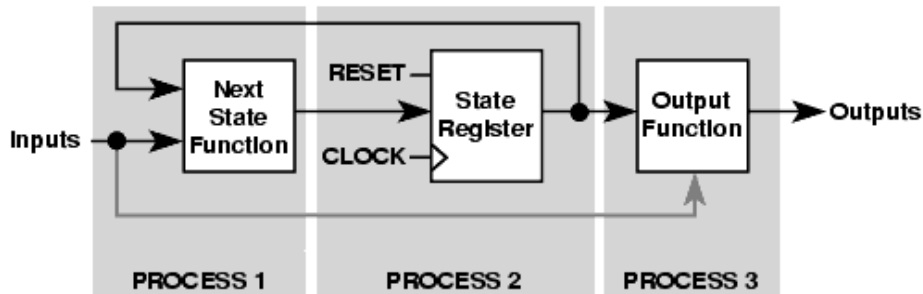 Inputs
Next
State
Function
RESET
CLOCK
State
Register
Output
Function
Outputs
PROCESS 1
PROCESS 2
PROCESS 3